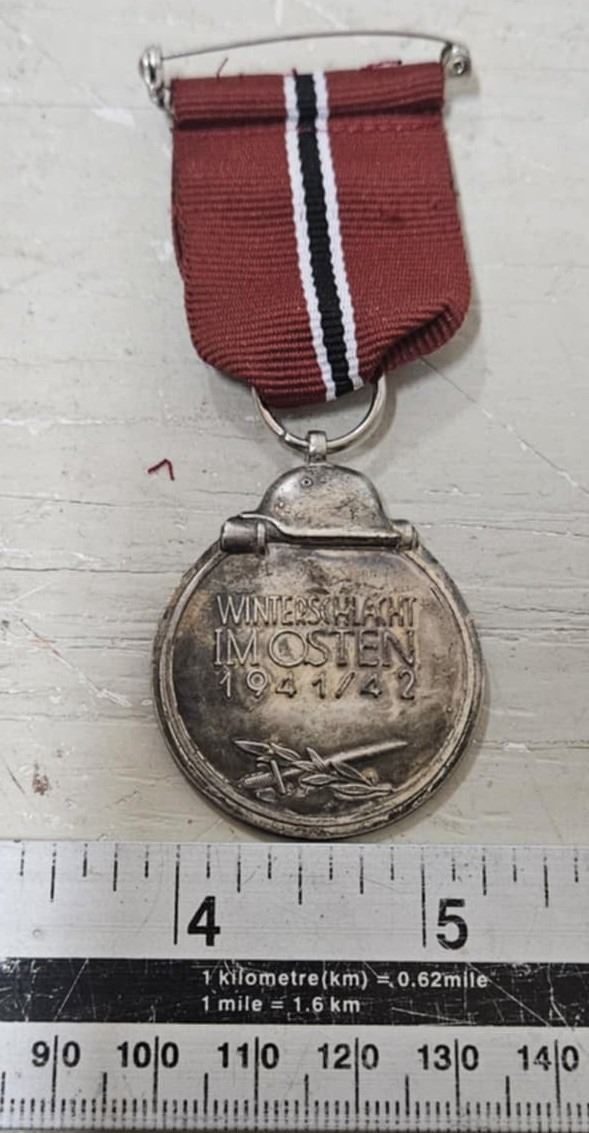 WINTERSCHLACHT
IM OSTEN
1941/42
4 5
1 kilometre(km) = 0.62mile
1 mile = 1.6 km
90 100 110 120 130 140